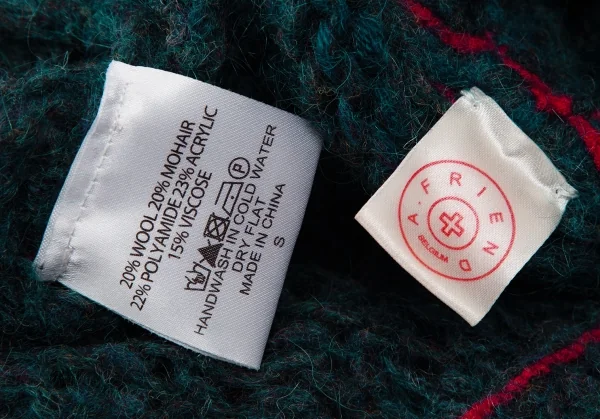 20% WOOL 20% MOHAIR
22% POLYAMIDE 23% ACRYLIC
15% VISCOSE
P
HANDWASH IN COLD WATER
DRY FLAT
MADE IN CHINA
S
A.FRIEND
BELGIUM